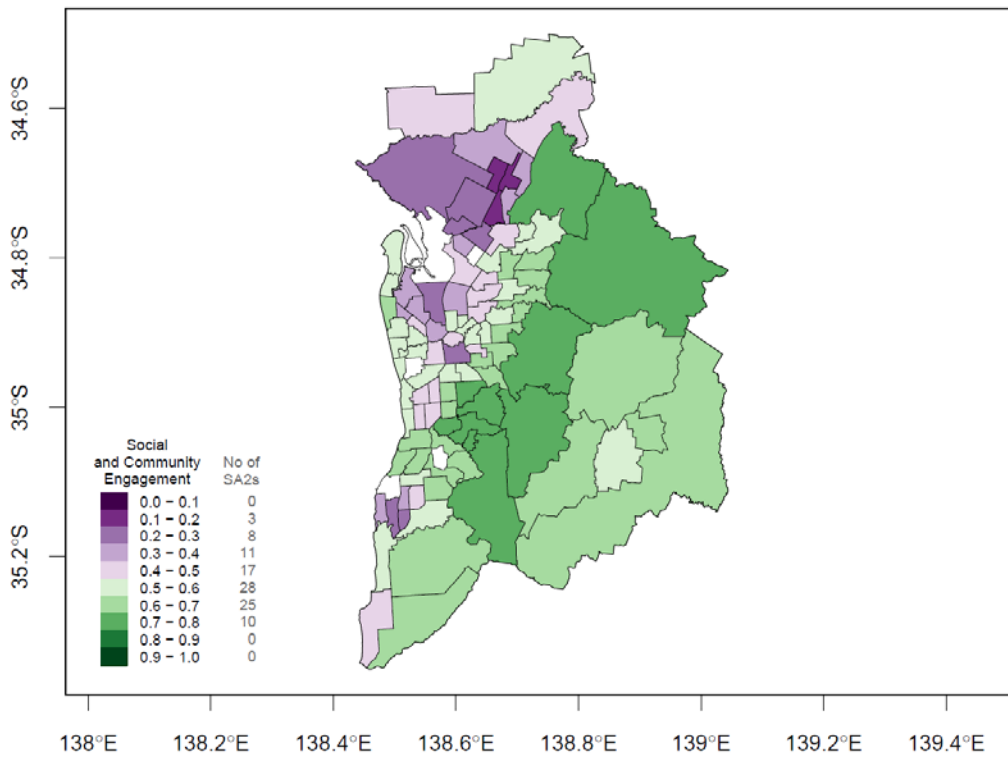 34.6°S
34.8°S
35°S
35.2°S
Social
and Community No of
Engagement SA2s
0.0 – 0.1 0
0.1 – 0.2 3
0.2 – 0.3 8
0.3 – 0.4 11
0.4 – 0.5 17
0.5 – 0.6 28
0.6 – 0.7 25
0.7 – 0.8 10
0.8 – 0.9 0
0.9 – 1.0 0
138°E 138.2°E 138.4°E 138.6°E 138.8°E 139°E 139.2°E 139.4°E